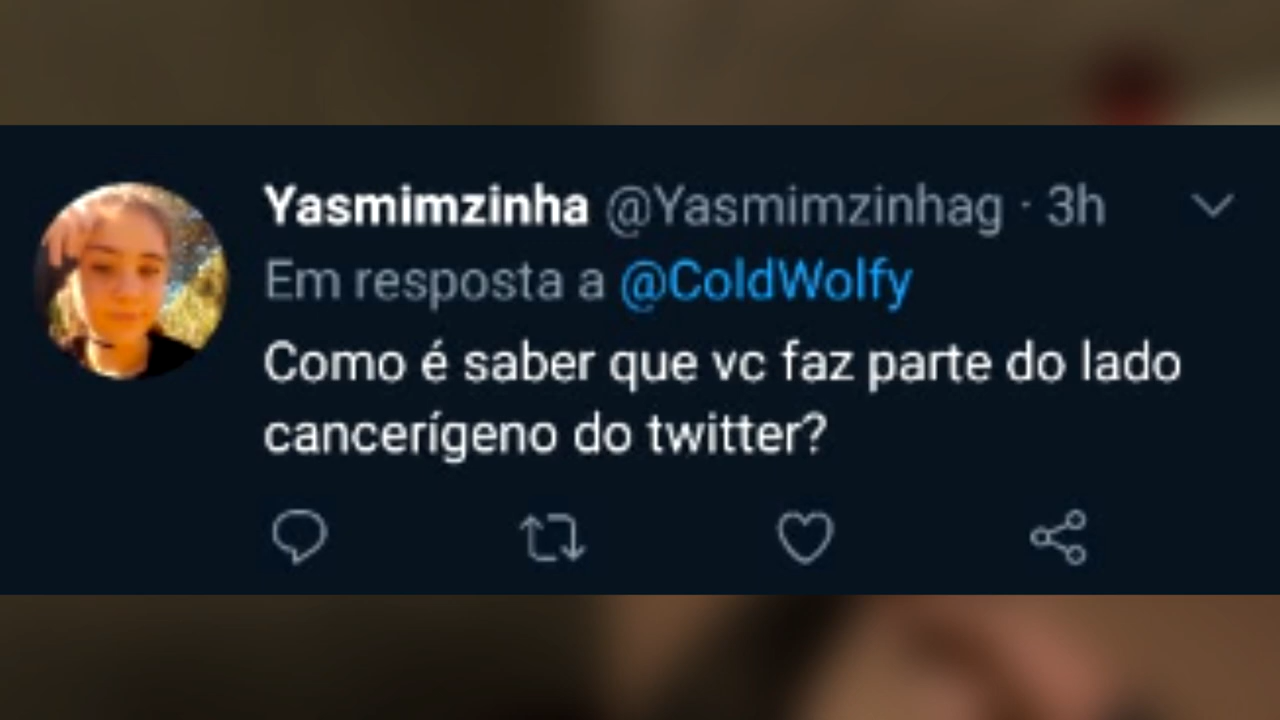 Yasmimzinha @Yasmimzinhag · 3h
Em resposta a @ColdWolfy
Como é saber que vc faz parte do lado
cancerígeno do twitter?